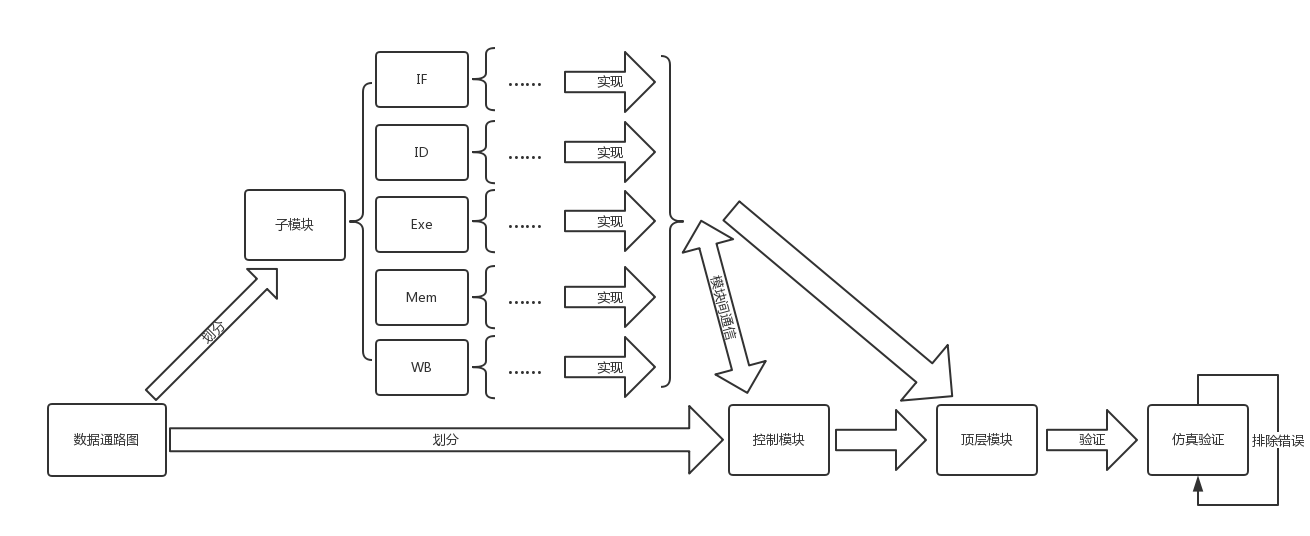 IF
......
实现
ID
......
实现
子模块
Exe
......
实现
Mem
......
实现
WB
......
实现
划分
模块间通信
数据通路图
划分
控制模块
顶层模块
验证
仿真验证
排除错误